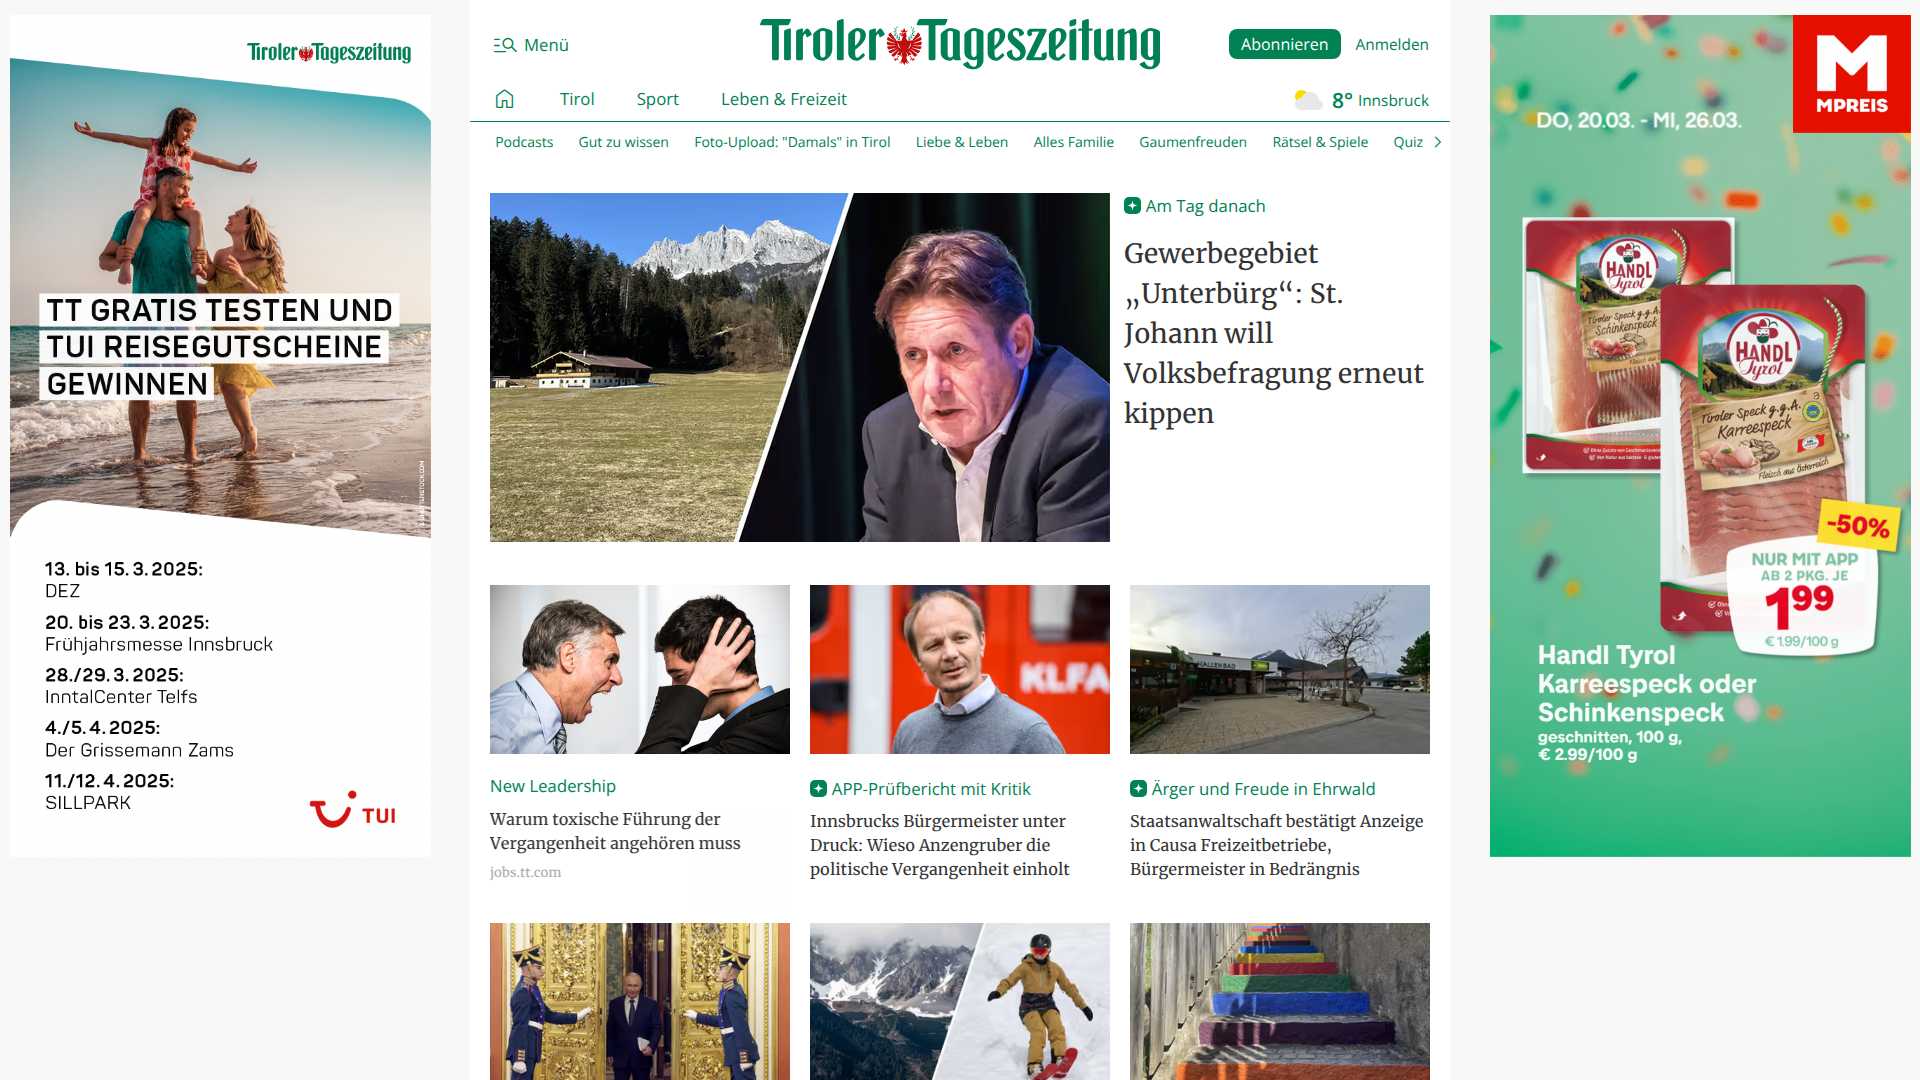 Tiroler Tageszeitung
TT GRATIS TESTEN UND
TUI REISEGUTSCHEINE
GEWINNEN
13. bis 15. 3. 2025:
DEZ
20. bis 23. 3. 2025:
Frühjahrsmesse Innsbruck
28./29. 3. 2025:
InntalCenter Telfs
4./5. 4. 2025:
Der Grissemann Zams
11./12. 4. 2025:
SILLPARK
TUI
Menü
Tiroler Tageszeitung
Abonnieren
Anmelden
Tirol
Sport
Leben & Freizeit
8° Innsbruck
Podcasts
Gut zu wissen
Foto-Upload: "Damals" in Tirol
Liebe & Leben
Alles Familie
Gaumenfreuden
Rätsel & Spiele
Quiz
Am Tag danach
Gewerbegebiet
„Unterbürg“: St.
Johann will
Volksbefragung erneut
kippen
KLFA
HALLENBAD
New Leadership
Warum toxische Führung der
Vergangenheit angehören muss
jobs.tt.com
APP-Prüfbericht mit Kritik
Innsbrucks Bürgermeister unter
Druck: Wieso Anzengruber die
politische Vergangenheit einholt
Ärger und Freude in Ehrwald
Staatsanwaltschaft bestätigt Anzeige
in Causa Freizeitbetriebe,
Bürgermeister in Bedrängnis
M
MPREIS
DO, 20.03. - MI, 26.03.
HANDL
Tyrol
Tiroler Speck g.g.A.
Schinkenspeck
HANDL
Tyrol
Tiroler Speck g.g.A.
Karreespeck
Fleisch aus Österreich
-50%
NUR MIT APP
AB 2 PKG. JE
1 99
€ 1.99/100 g
Handl Tyrol
Karreespeck oder
Schinkenspeck
geschnitten, 100 g,
€ 2.99/100 g